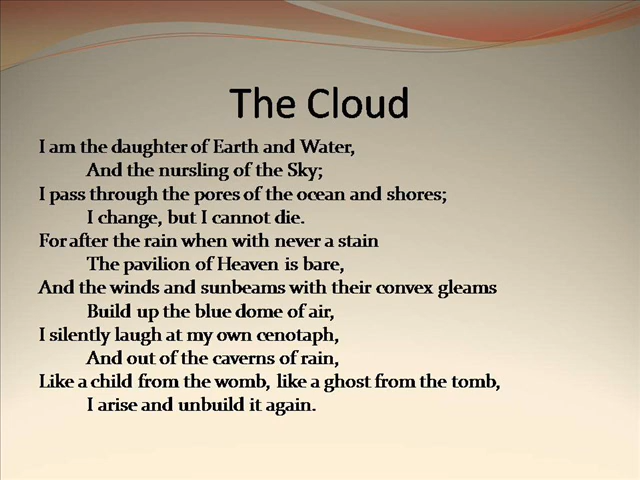 The Cloud
I am the daughter of Earth and Water,
And the nursling of the Sky;
I pass through the pores of the ocean and shores;
I change, but I cannot die.
For after the rain when with never a stain
The pavilion of Heaven is bare,
And the winds and sunbeams with their convex gleams
Build up the blue dome of air,
I silently laugh at my own cenotaph,
And out of the caverns of rain,
Like a child from the womb, like a ghost from the tomb,
I arise and unbuild it again.